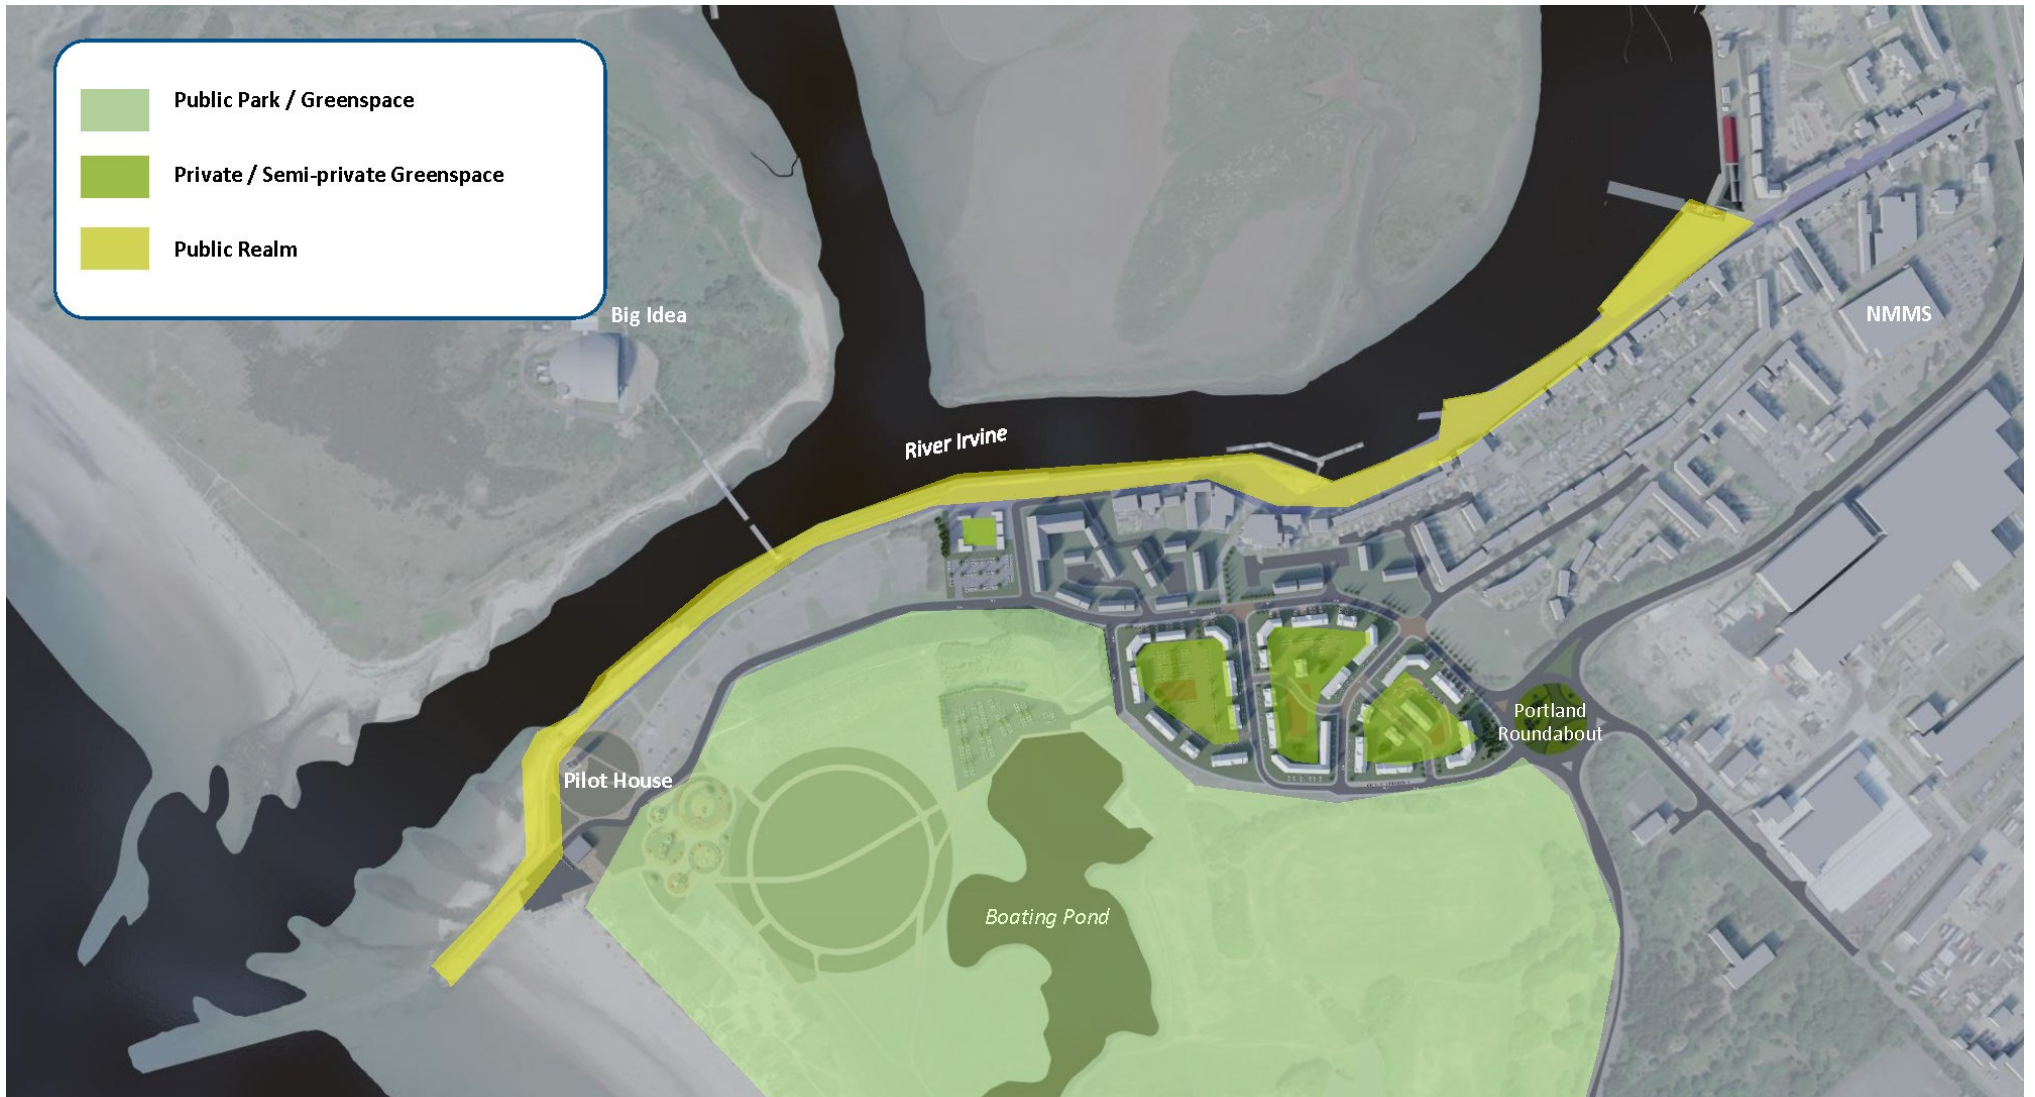 Public Park / Greenspace
Private / Semi-private Greenspace
Public Realm
Big Idea
NMMS
River Irvine
Portland
Roundabout
Pilot House
Boating Pond